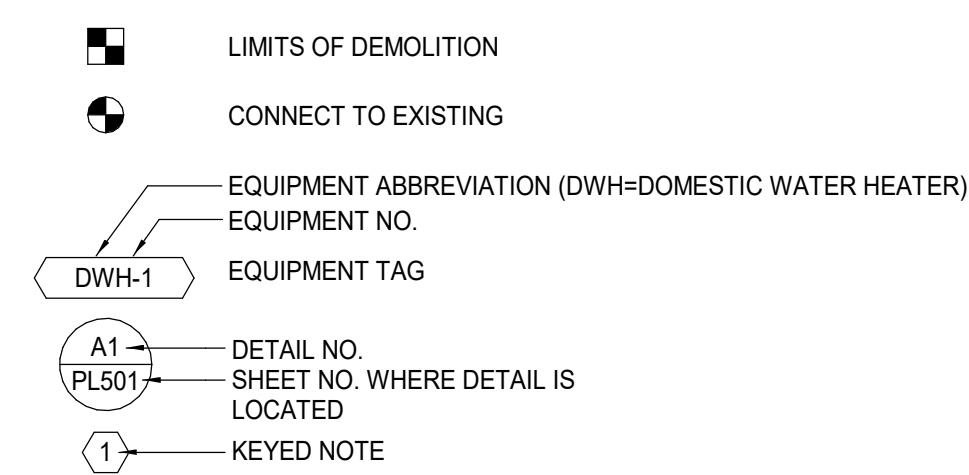 LIMITS OF DEMOLITION
CONNECT TO EXISTING
EQUIPMENT ABBREVIATION (DWH=DOMESTIC WATER HEATER)
EQUIPMENT NO.
DWH-1 EQUIPMENT TAG
A1 DETAIL NO.
PL501 SHEET NO. WHERE DETAIL IS
LOCATED
1 KEYED NOTE